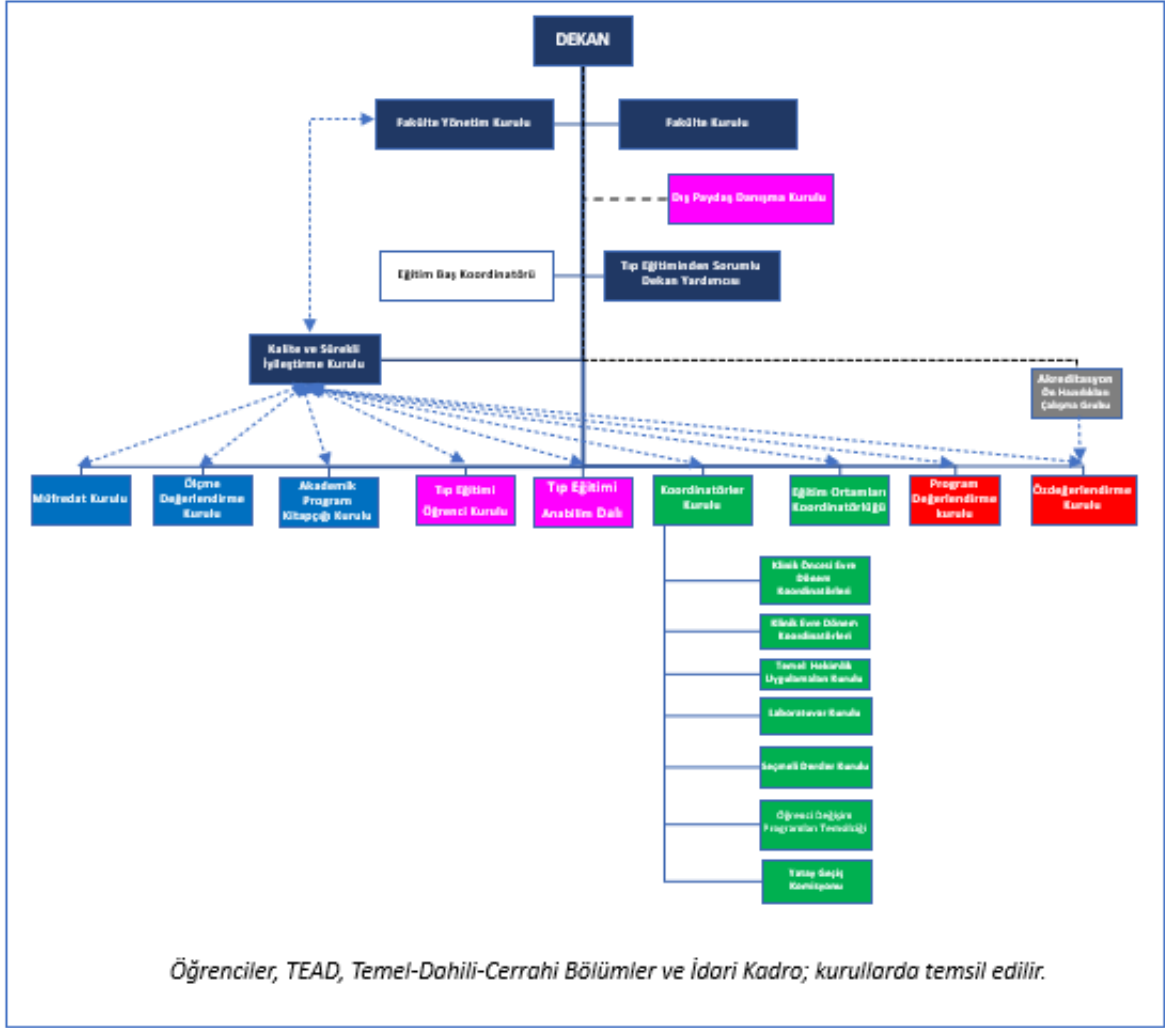 DEKAN
Fakülte Yönetim Kurulu
Fakülte Kurulu
Dış Paydaş Danışma Kurulu
Eğitim Baş Koordinatörü
Tıp Eğitiminden Sorumlu
Dekan Yardımcısı
Kalite ve Sürekli
İyileştirme Kurulu
Akreditasyon
Ön Hazırlıkları
Çalışma Grubu
Müfredat Kurulu
Ölçme
Değerlendirme
Kurulu
Akademik
Program
Kitapçığı Kurulu
Tıp Eğitimi
Öğrenci Kurulu
Tıp Eğitimi
Anabilim Dalı
Koordinatörler
Kurulu
Eğitim Ortamları
Koordinatörlüğü
Program
Değerlendirme
kurulu
Özdeğerlendirme
Kurulu
Klinik Öncesi Evre
Dönem
Koordinatörleri
Klinik Evre Dönem
Koordinatörleri
Temel Hekimlik
Uygulamaları Kurulu
Laboratuvar Kurulu
Seçmeli Dersler Kurulu
Öğrenci Değişim
Programları Temsilciliği
Yatay Geçiş
Komisyonu
Öğrenciler, TEAD, Temel-Dahili-Cerrahi Bölümler ve İdari Kadro; kurullarda temsil edilir.